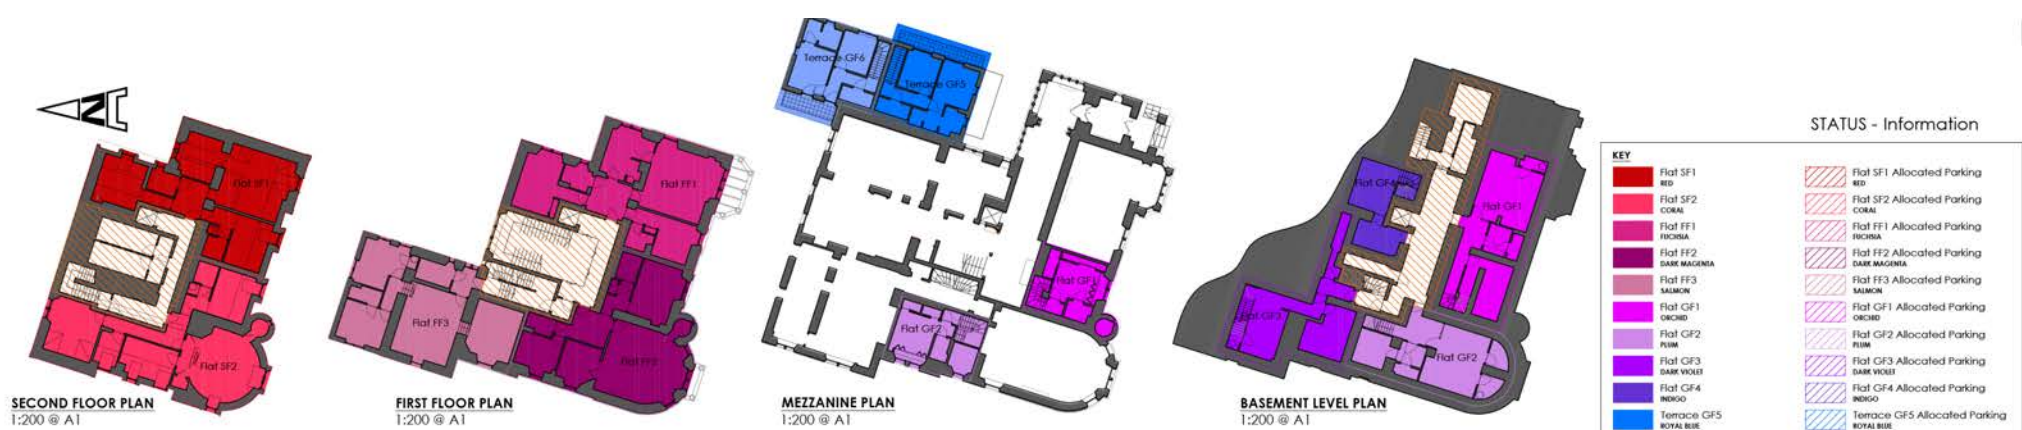 N
Terrace GF6
Terrace GF5
Flat SF1
Flat FF1
Flat GF4
Flat GF1
Flat GF1
Flat FF3
Flat FF2
Flat GF2
Flat GF3
Flat GF2
Flat SF2
SECOND FLOOR PLAN
1:200 @ A1
FIRST FLOOR PLAN
1:200 @ A1
MEZZANINE PLAN
1:200 @ A1
BASEMENT LEVEL PLAN
1:200 @ A1
STATUS - Information
KEY
Flat SF1
RED
Flat SF2
CORAL
Flat FF1
FUCHSIA
Flat FF2
DARK MAGENTA
Flat FF3
SALMON
Flat GF1
ORCHID
Flat GF2
PLUM
Flat GF3
DARK VIOLET
Flat GF4
INDIGO
Terrace GF5
ROYAL BLUE
Flat SF1 Allocated Parking
RED
Flat SF2 Allocated Parking
CORAL
Flat FF1 Allocated Parking
FUCHSIA
Flat FF2 Allocated Parking
DARK MAGENTA
Flat FF3 Allocated Parking
SALMON
Flat GF1 Allocated Parking
ORCHID
Flat GF2 Allocated Parking
PLUM
Flat GF3 Allocated Parking
DARK VIOLET
Flat GF4 Allocated Parking
INDIGO
Terrace GF5 Allocated Parking
ROYAL BLUE